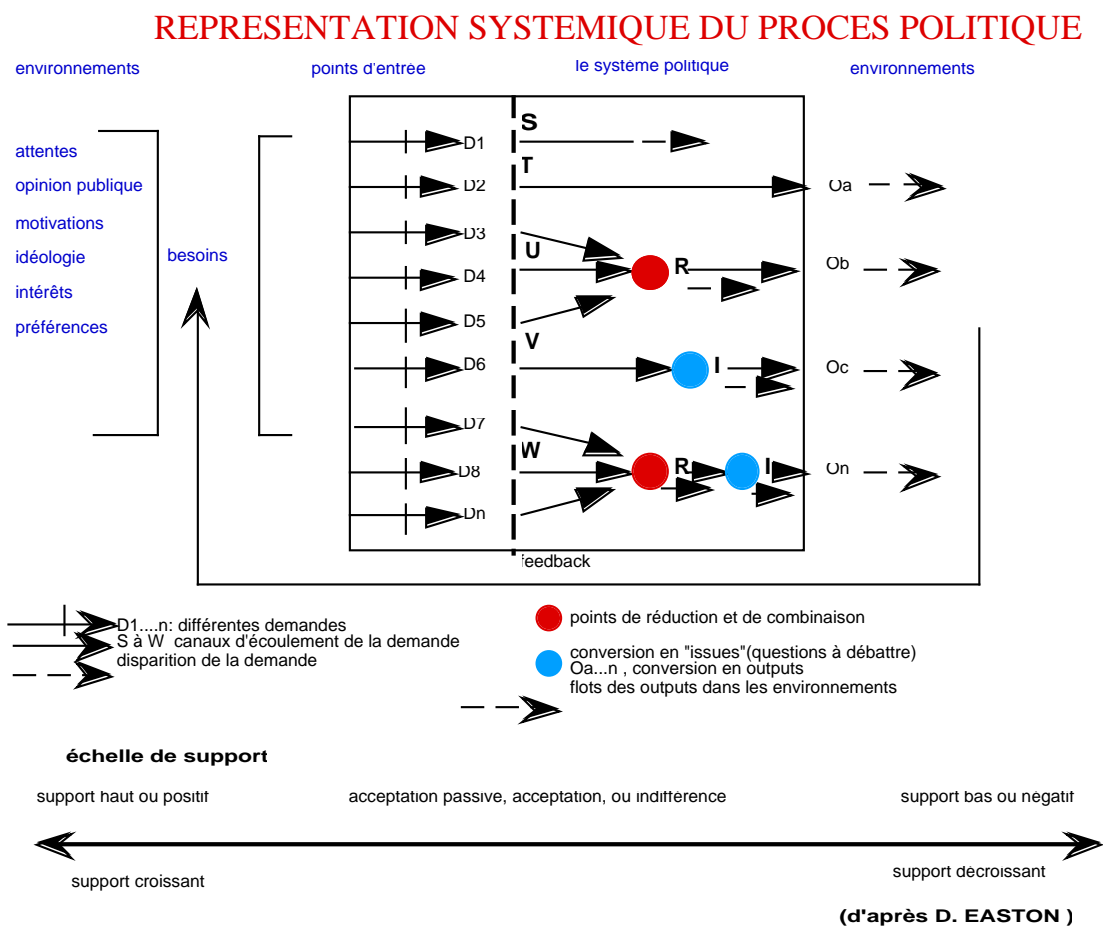 REPRESENTATION SYSTEMIQUE DU PROCES POLITIQUE
environnements
points d'entrée
le système politique
environnements
attentes
opinion publique
motivations
idéologie
intérêts
préférences
besoins
D1
D2
D3
D4
D5
D6
D7
D8
Dn
S
T
U
V
W
R
I
R
I
Oa
Ob
Oc
On
feedback
D1....n: différentes demandes
S à W canaux d'écoulement de la demande
disparition de la demande
points de réduction et de combinaison
conversion en "issues"(questions à débattre)
Oa...n , conversion en outputs
flots des outputs dans les environnements
échelle de support
support haut ou positif
acceptation passive, acceptation, ou indifférence
support bas ou négatif
support croissant
support décroissant
(d'après D. EASTON )